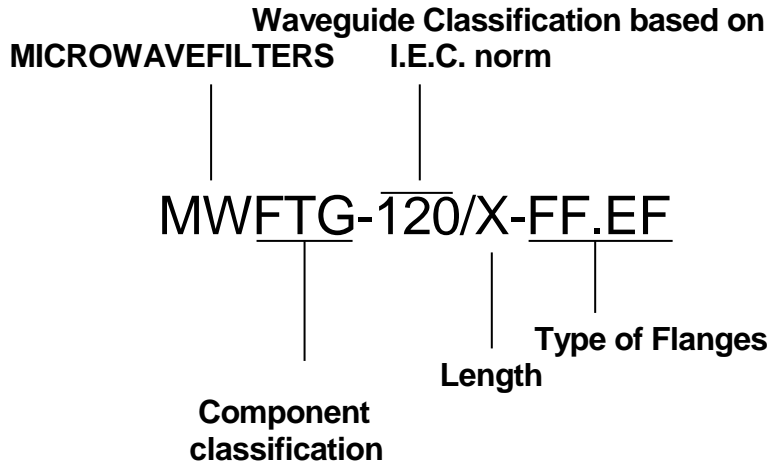 Waveguide Classification based on
MICROWAVEFILTERS I.E.C. norm
MWFTG-120/X-FF.EF
Type of Flanges
Length
Component
classification